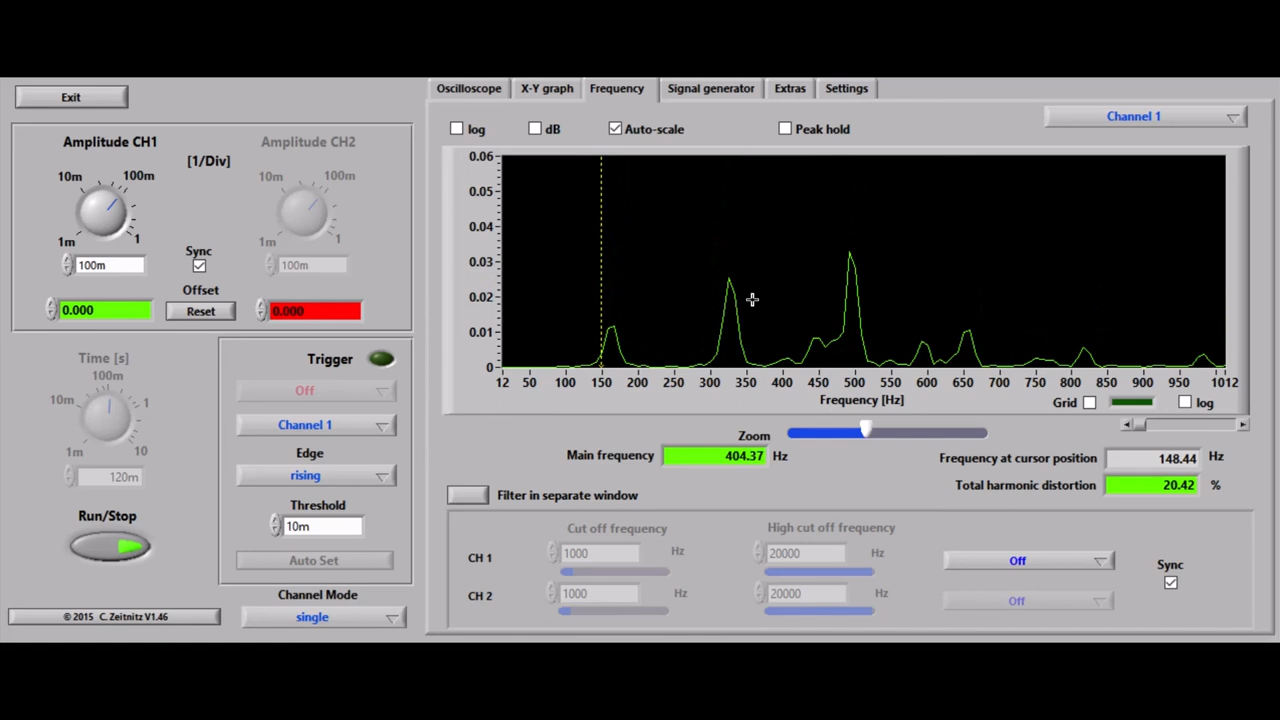 Oscilloscope X-Y graph Frequency Signal generator Extras Settings
Exit
Amplitude CH1
Amplitude CH2
[1/Div]
10m 100m
1m 1
10m 100m
1m 1
Sync
100m
100m
Offset
0.000
Reset
0.000
Time [s]
100m
10m 1
1m 10
120m
Run/Stop
© 2015 C. Zeitnitz V1.46
Trigger
Off
Channel 1
Edge
rising
Threshold
10m
Auto Set
Channel Mode
single
log dB Auto-scale Peak hold
Channel 1
0.06
0.05
0.04
0.03
0.02
0.01
0
12 50 100 150 200 250 300 350 400 450 500 550 600 650 700 750 800 850 900 950 1012
Frequency [Hz]
Grid log
Zoom
Main frequency 404.37 Hz
Frequency at cursor position 148.44 Hz
Total harmonic distortion 20.42 %
Filter in separate window
Cut off frequency High cut off frequency
CH 1 1000 Hz 20000 Hz Off
Sync
CH 2 1000 Hz 20000 Hz Off